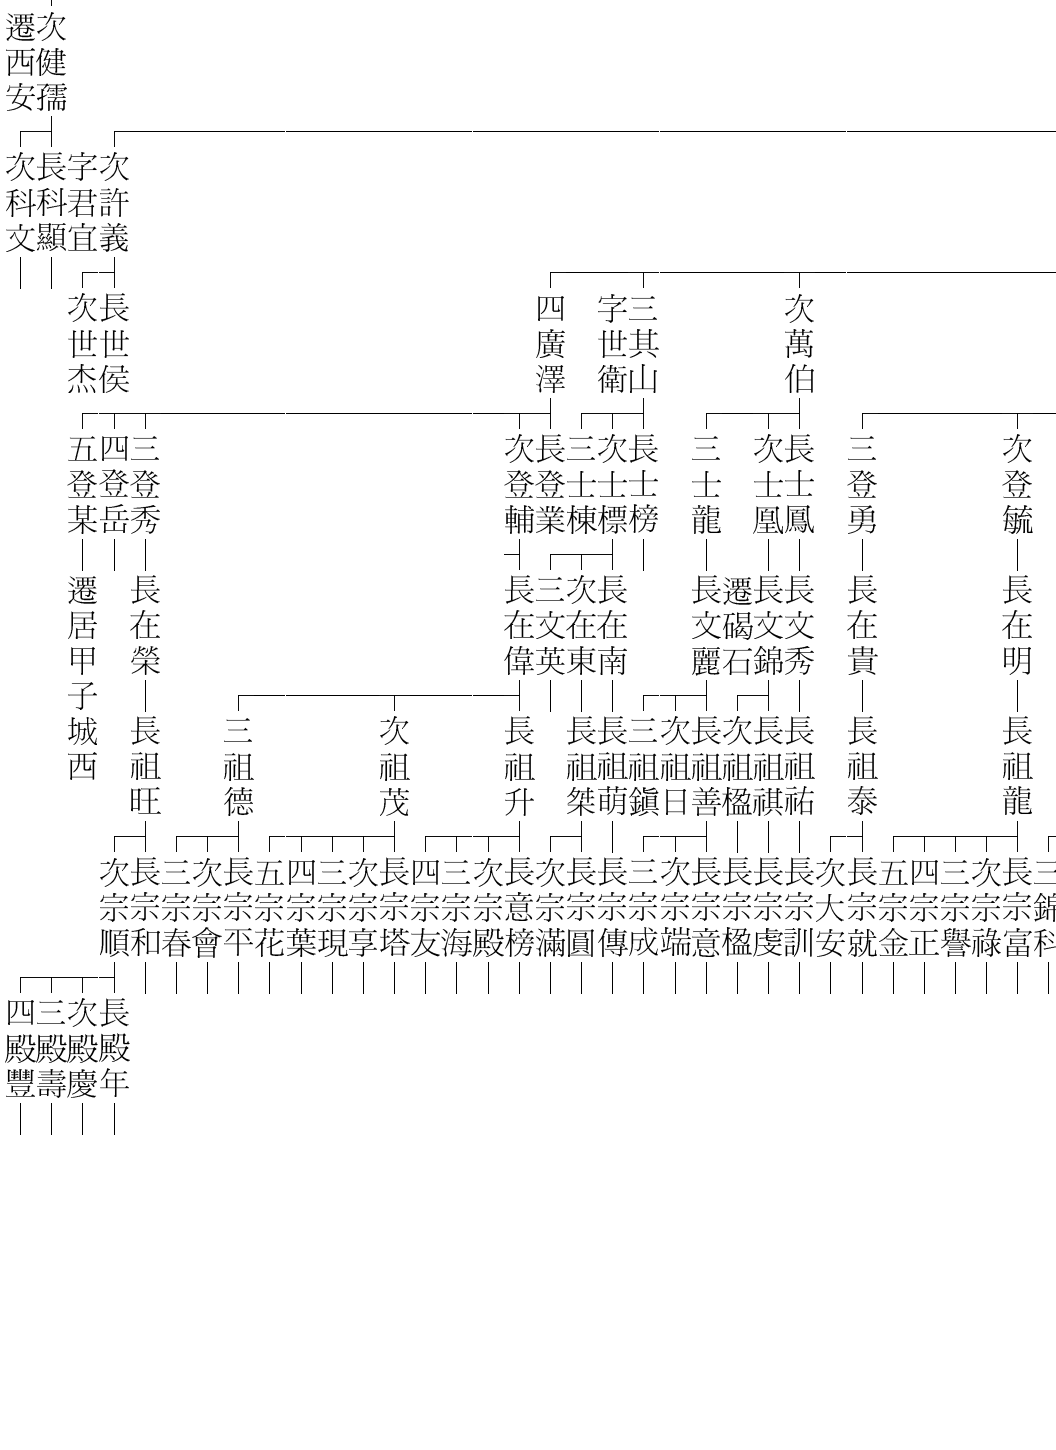 次健孺
遷西安
次許義
字君宜
長科顯
次科文
次萬伯
三其山
字世衛
四廣澤
長世侯
次世杰
次登毓
三登勇
長士鳳
次士凰
三士龍
長士榜
次士標
三士棟
長登業
次登輔
三登秀
四登岳
五登某
長在明
長在貴
長文秀
長文錦
遷碣石
長文麗
長在南
次在東
三文英
長在偉
長在榮
遷居甲子城西
長祖龍
長祖泰
長祖祐
長祖祺
次祖楹
長祖善
次祖日
三祖鎭
長祖萌
長祖桀
長祖升
次祖茂
三祖德
長祖旺
三錦科
長宗富
次宗祿
三宗譽
四宗正
五宗金
長宗就
次大安
長宗訓
長宗虔
長宗楹
長宗意
次宗端
三宗成
長宗傳
長宗圓
次宗滿
長意榜
次宗殿
三宗海
四宗友
長宗塔
次宗享
三宗現
四宗葉
五宗花
長宗平
次宗會
三宗春
長宗和
次宗順
長殿年
次殿慶
三殿壽
四殿豐